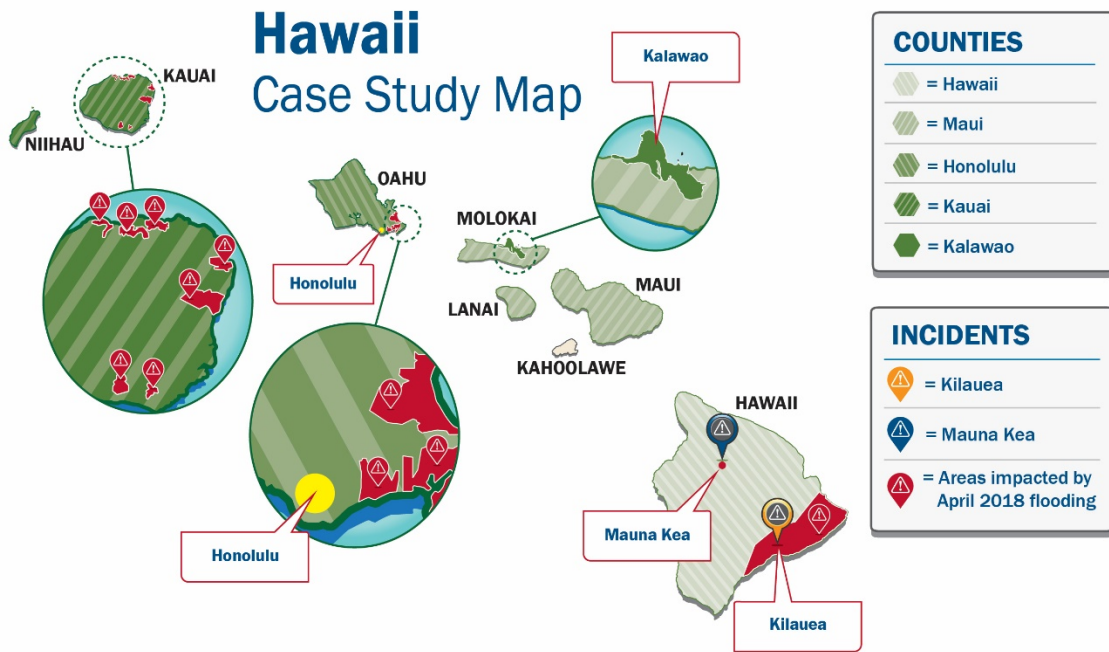 Hawaii
Case Study Map
KAUAI
NIIHAU
OAHU
Honolulu
Honolulu
Kalawao
MOLOKAI
LANAI
MAUI
KAHOOLAWE
HAWAII
Mauna Kea
Kilauea
COUNTIES
= Hawaii
= Maui
= Honolulu
= Kauai
= Kalawao
INCIDENTS
= Kilauea
= Mauna Kea
= Areas impacted by
April 2018 flooding